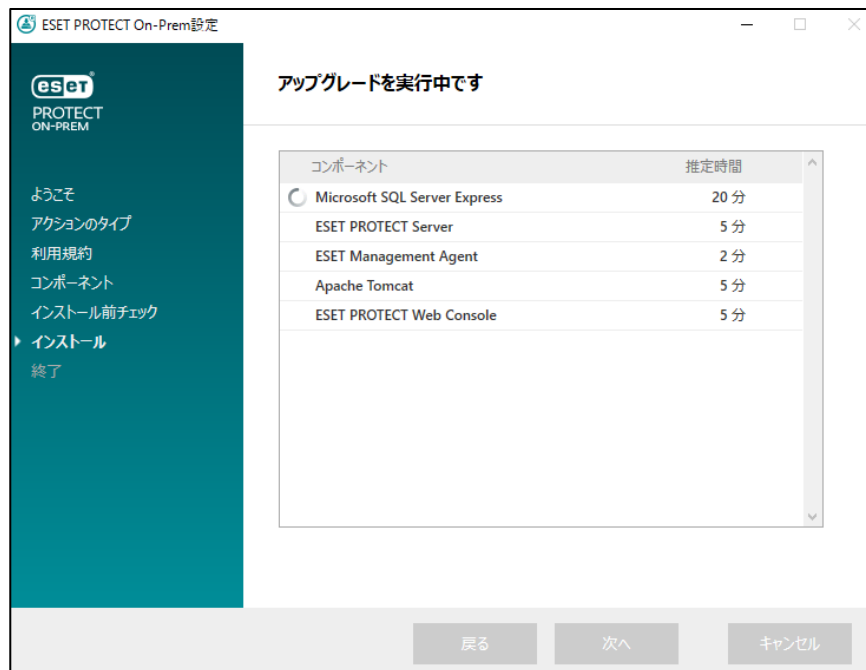 ESET PROTECT On-Prem設定
eset
PROTECT
ON-PREM
ようこそ
アクションのタイプ
利用規約
コンポーネント
インストール前チェック
インストール
終了
アップグレードを実行中です
コンポーネント 推定時間
Microsoft SQL Server Express 20 分
ESET PROTECT Server 5 分
ESET Management Agent 2 分
Apache Tomcat 5 分
ESET PROTECT Web Console 5 分
戻る 次へ キャンセル